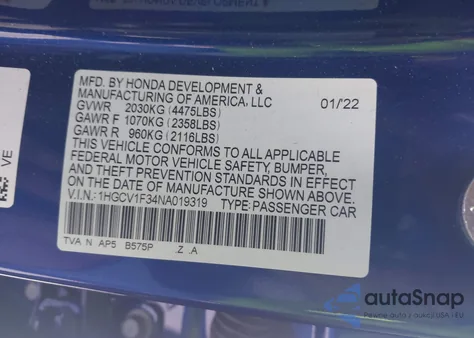 MFD. BY HONDA DEVELOPMENT &
MANUFACTURING OF AMERICA, LLC 01/22
GVWR 2030KG (4475LBS)
GAWR F 1070KG (2358LBS)
GAWR R 960KG (2116LBS)
THIS VEHICLE CONFORMS TO ALL APPLICABLE
FEDERAL MOTOR VEHICLE SAFETY, BUMPER,
AND THEFT PREVENTION STANDARDS IN EFFECT
ON THE DATE OF MANUFACTURE SHOWN ABOVE.
V.I.N.: 1HGCV1F34NA019319 TYPE: PASSENGER CAR
TVA N AP5 B575P Z .A
VE
autaSnap